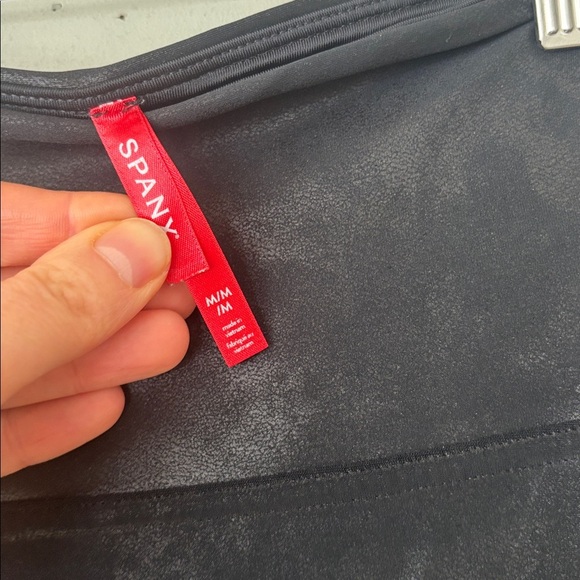 SPANX®
M/M
/M
made in
vietnam
fabriqué au
vietnam